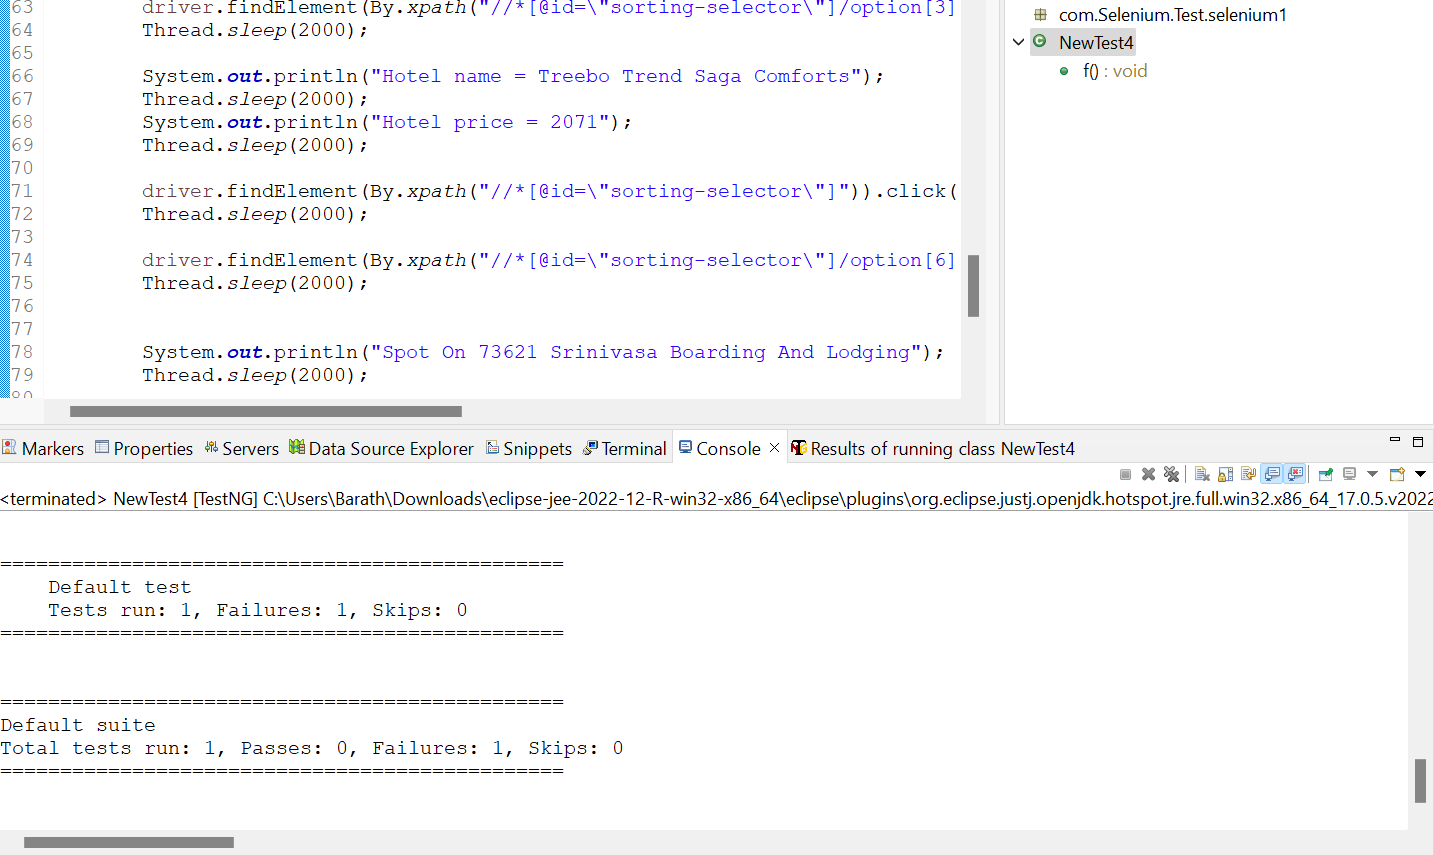 63 driver.findElement(By.xpath("//*[@id=\"sorting-selector\"]/option[3]
64 Thread.sleep(2000);
65
66 System.out.println("Hotel name = Treebo Trend Saga Comforts");
67 Thread.sleep(2000);
68 System.out.println("Hotel price = 2071");
69 Thread.sleep(2000);
70
71 driver.findElement(By.xpath("//*[@id=\"sorting-selector\"]")).click(
72 Thread.sleep(2000);
73
74 driver.findElement(By.xpath("//*[@id=\"sorting-selector\"]/option[6]
75 Thread.sleep(2000);
76
77
78 System.out.println("Spot On 73621 Srinivasa Boarding And Lodging");
79 Thread.sleep(2000);
80
com.Selenium.Test.selenium1
NewTest4
f() : void
Markers Properties Servers Data Source Explorer Snippets Terminal Console Results of running class NewTest4
<terminated> NewTest4 [TestNG] C:\Users\Barath\Downloads\eclipse-jee-2022-12-R-win32-x86_64\eclipse\plugins\org.eclipse.justj.openjdk.hotspot.jre.full.win32.x86_64_17.0.5.v2022
===============================================
Default test
Tests run: 1, Failures: 1, Skips: 0
===============================================
===============================================
Default suite
Total tests run: 1, Passes: 0, Failures: 1, Skips: 0
===============================================